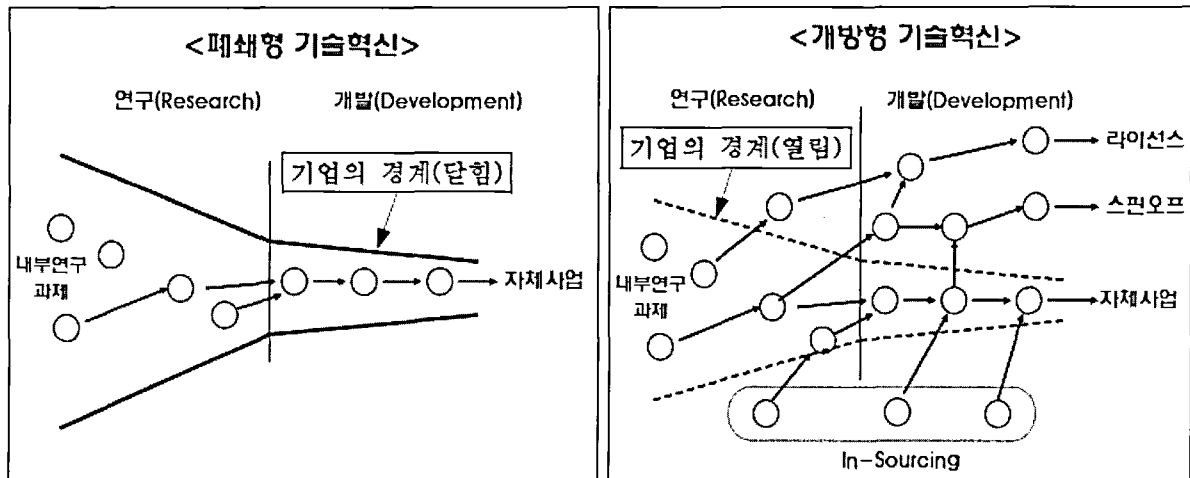 <폐쇄형 기술혁신>
연구(Research)
개발(Development)
기업의 경계(닫힘)
내부연구
과제
자체사업
<개방형 기술혁신>
연구(Research)
개발(Development)
기업의 경계(열림)
라이선스
스핀오프
내부연구
과제
자체사업
In-Sourcing